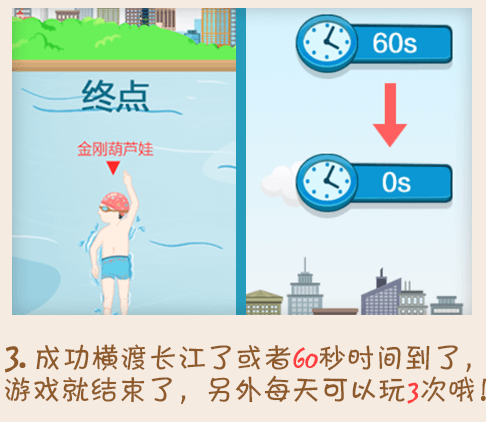 终点
金刚葫芦娃
60s
0s
3. 成功横渡长江了或者60秒时间到了，
游戏就结束了，另外每天可以玩3次哦!